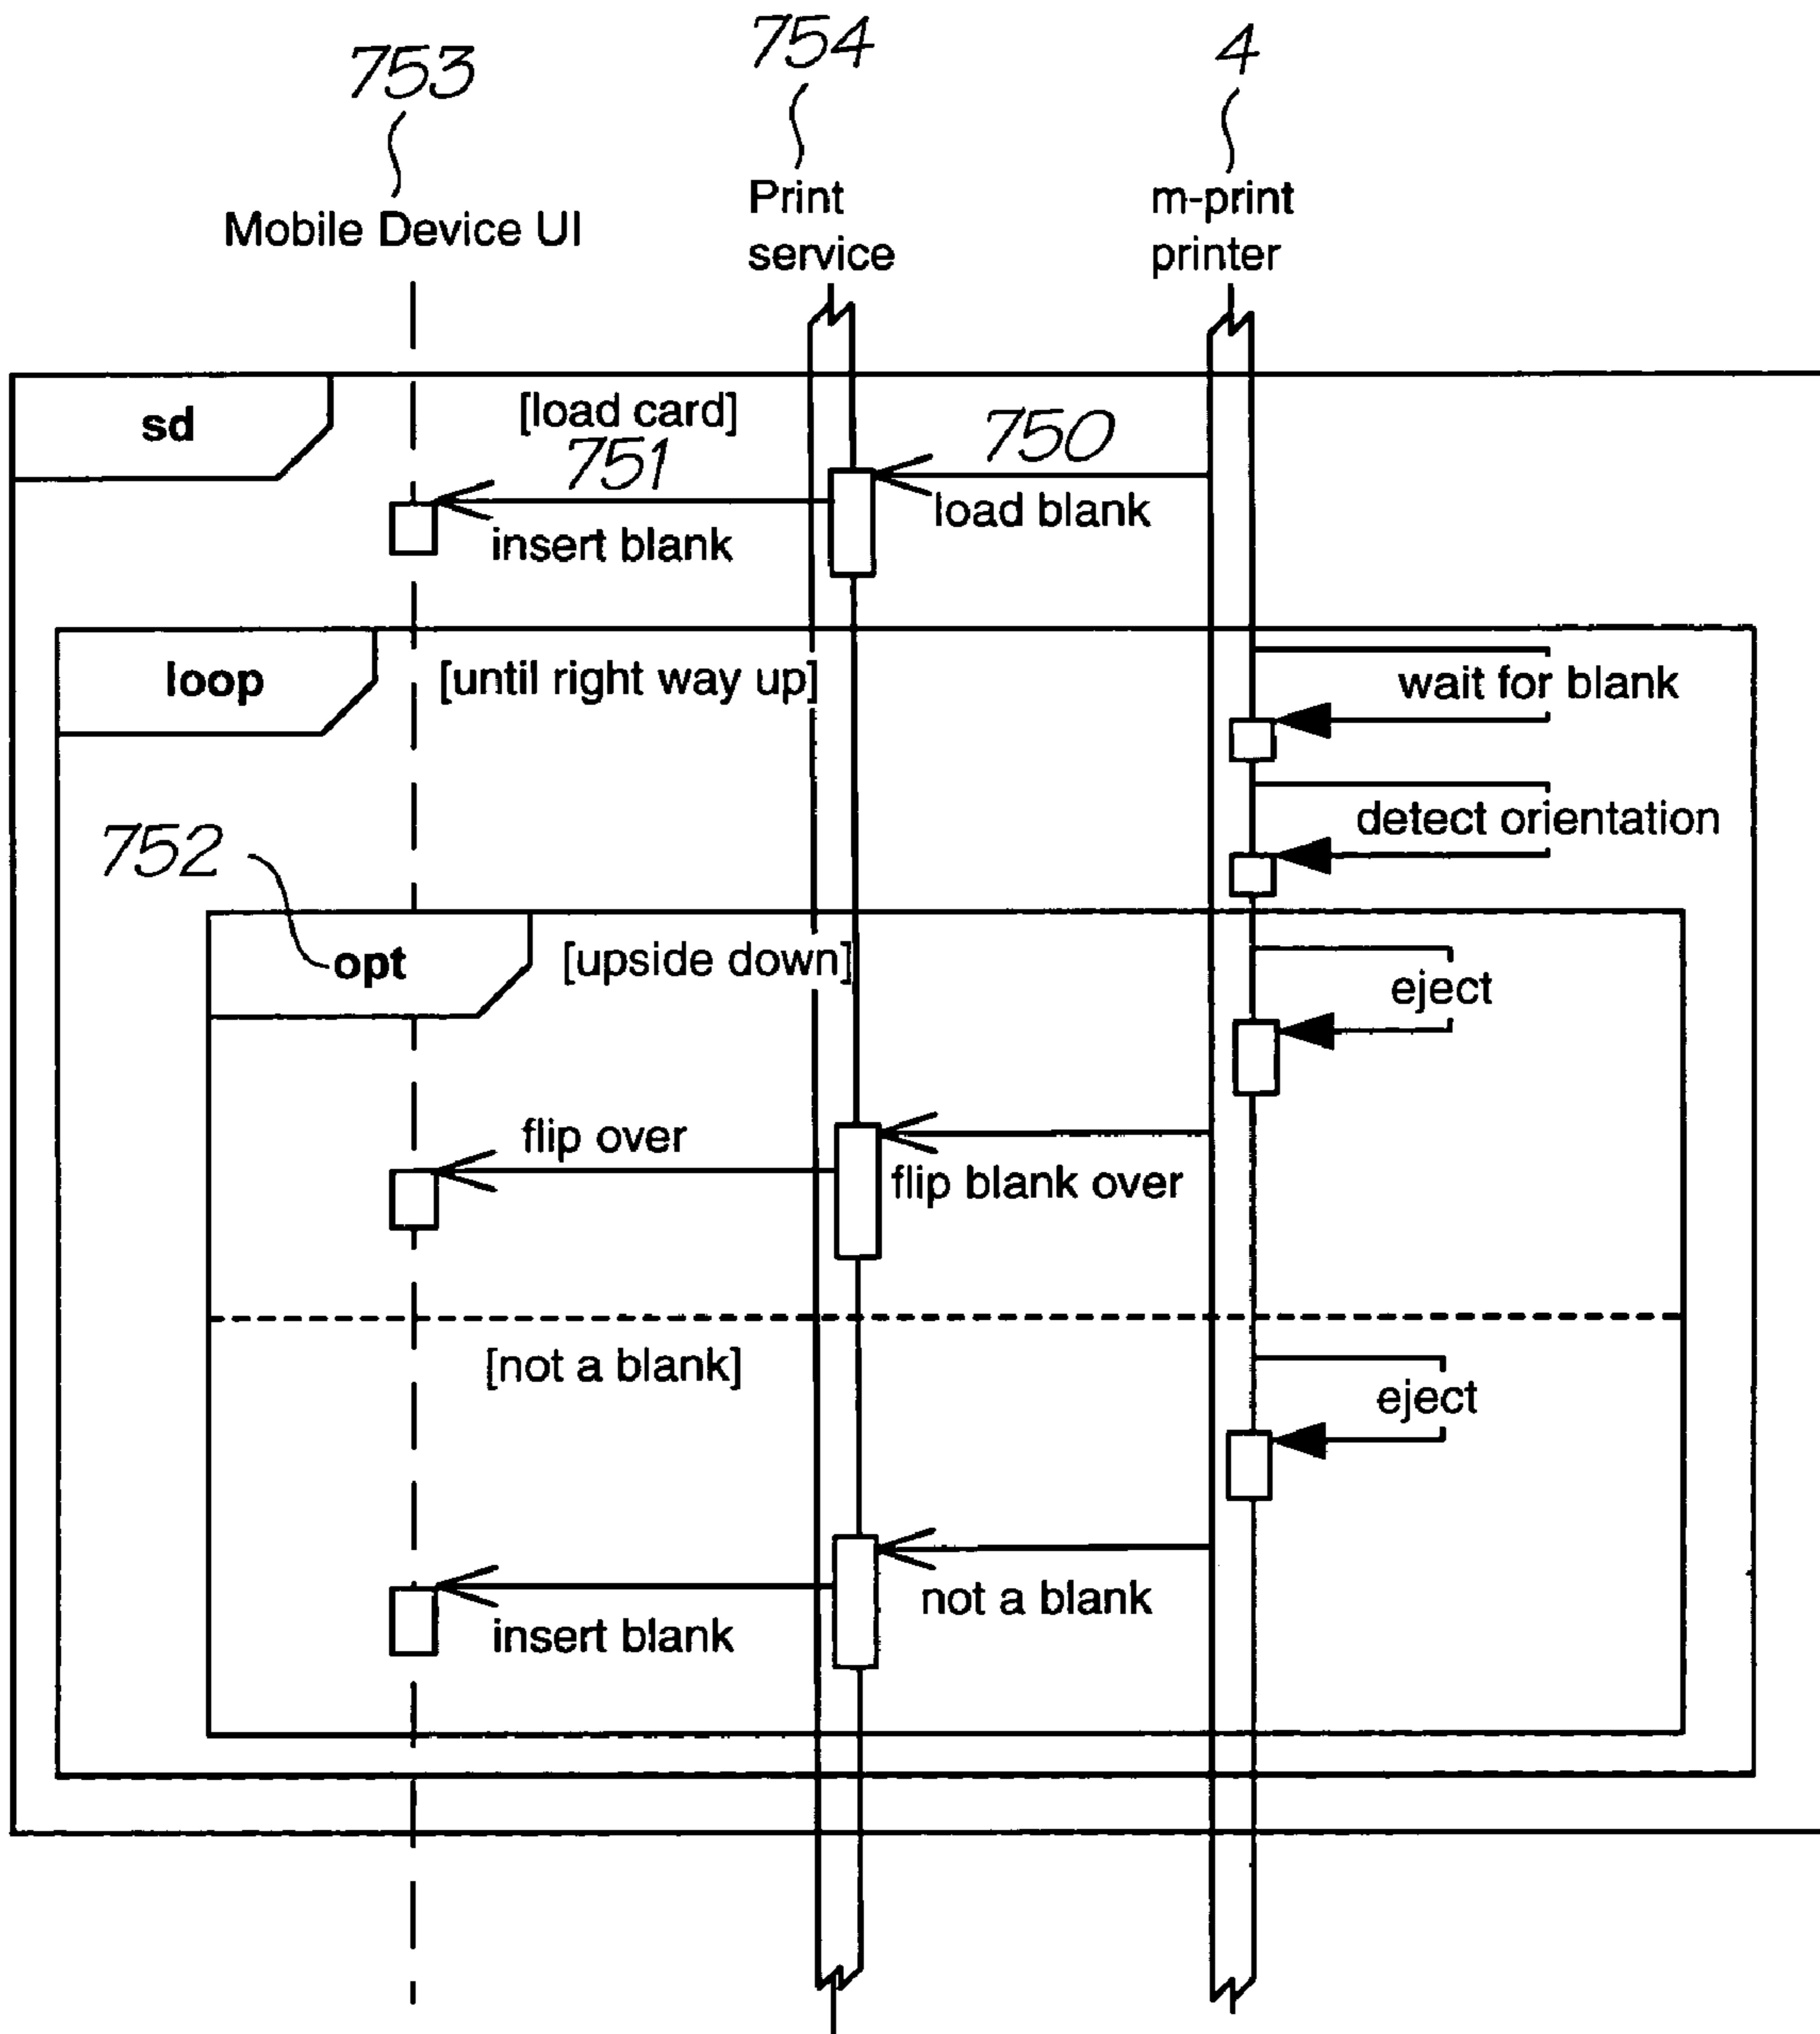 753
754
4
Mobile Device UI
Print
service
m-print
printer
sd
[load card]
751
750
insert blank
load blank
loop
[until right way up]
wait for blank
detect orientation
752
opt
[upside down]
eject
flip over
flip blank over
[not a blank]
eject
not a blank
insert blank